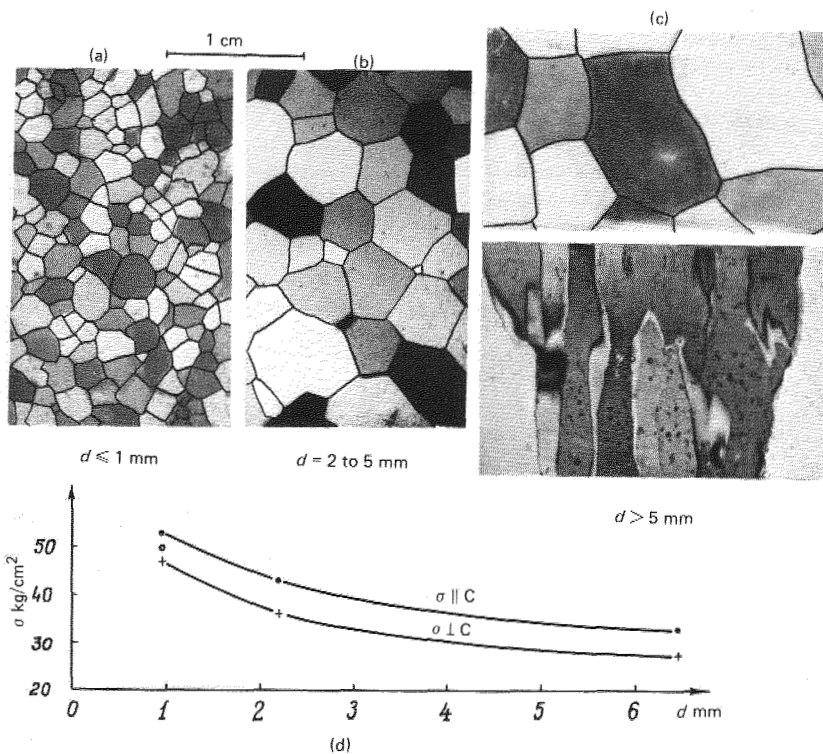 (a)
1 cm
(b)
(c)
d ⩽ 1 mm
d = 2 to 5 mm
d > 5 mm
σ kg/cm²
50
40
30
20
σ ∥ C
σ ⊥ C
0 1 2 3 4 5 6 d mm
(d)